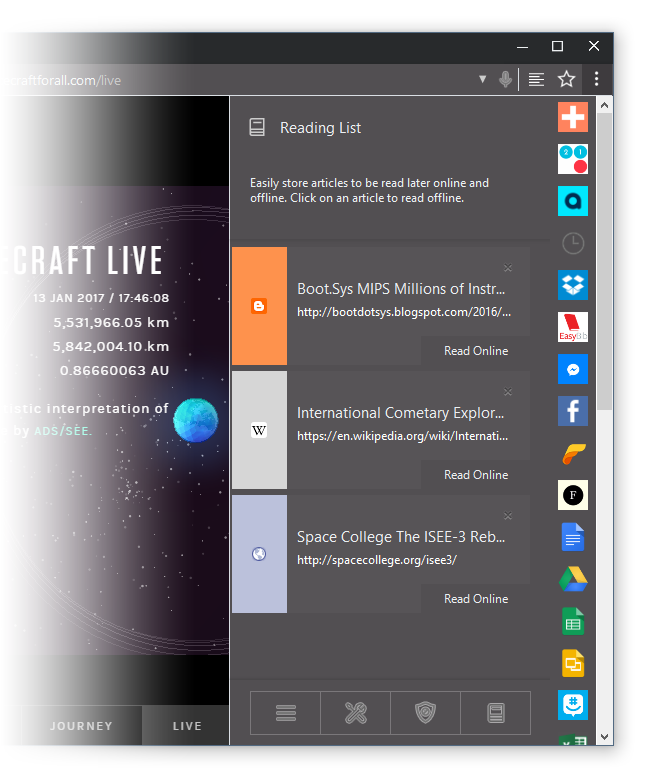 craftforall.com/live
Reading List
Easily store articles to be read later online and
offline. Click on an article to read offline.
ECRAFT LIVE
13 JAN 2017 / 17:46:08
5,531,966.05 km
5,842,004.10 km
0.86660063 AU
istic interpretation of
by ADS/SEE.
Boot.Sys MIPS Millions of Instr...
http://bootdotsys.blogspot.com/2016/...
Read Online
W
International Cometary Explor...
https://en.wikipedia.org/wiki/Internati...
Read Online
Space College The ISEE-3 Reb...
http://spacecollege.org/isee3/
Read Online
JOURNEY
LIVE
2 1
a
EasyBib
f
F
#
x